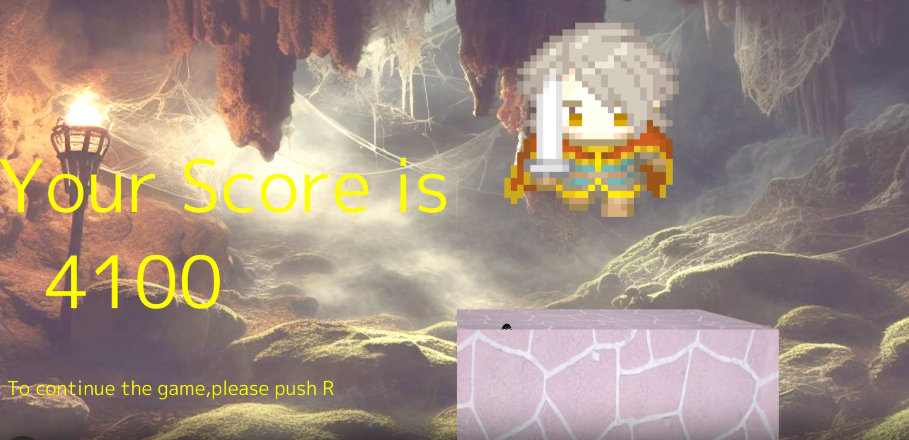 Your Score is
4100
To continue the game,please push R